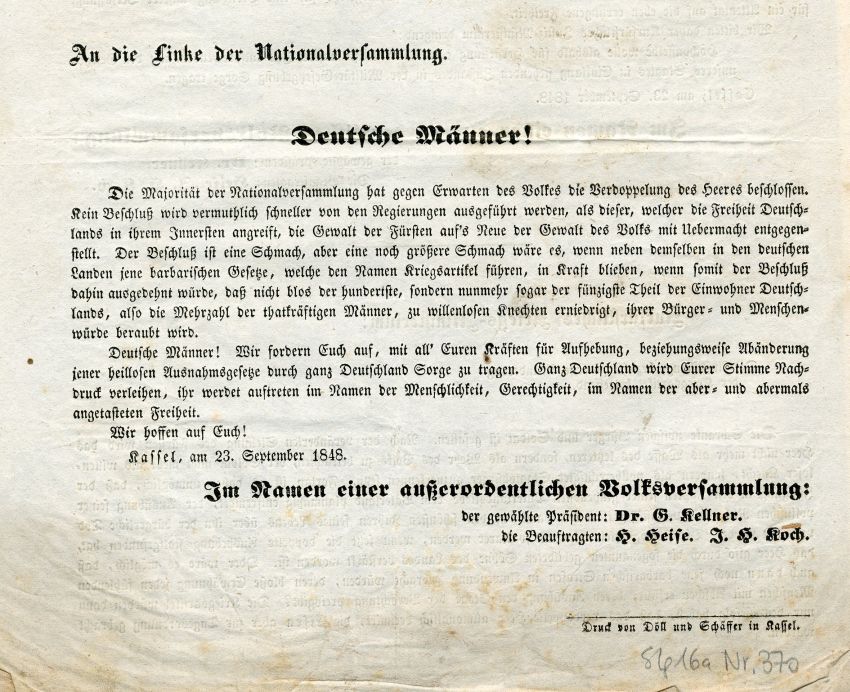 An die Linke der Nationalversammlung.
Deutsche Männer!
Die Majorität der Nationalversammlung hat gegen Erwarten des Volkes die Verdoppelung des Heeres beschlossen.
Kein Beschluß wird vermuthlich schneller von den Regierungen ausgeführt werden, als dieser, welcher die Freiheit Deutsch-
lands in ihrem Innersten angreift, die Gewalt der Fürsten auf's Neue der Gewalt des Volks mit Uebermacht entgegen-
stellt. Der Beschluß ist eine Schmach, aber eine noch größere Schmach wäre es, wenn neben demselben in den deutschen
Landen jene barbarischen Gesetze, welche den Namen Kriegsartikel führen, in Kraft blieben, wenn somit der Beschluß
dahin ausgedehnt würde, daß nicht blos der hundertste, sondern nunmehr sogar der fünzigste Theil der Einwohner Deutsch-
lands, also die Mehrzahl der thatkräftigen Männer, zu willenlosen Knechten erniedrigt, ihrer Bürger- und Menschen-
würde beraubt wird.
Deutsche Männer! Wir fordern Euch auf, mit all' Euren Kräften für Aufhebung, beziehungsweise Abänderung
jener heillosen Ausnahmsgesetze durch ganz Deutschland Sorge zu tragen. Ganz Deutschland wird Eurer Stimme Nach-
druck verleihen, ihr werdet auftreten im Namen der Menschlichkeit, Gerechtigkeit, im Namen der aber- und abermals
angetasteten Freiheit.
Wir hoffen auf Euch!
Kassel, am 23. September 1848.
Im Namen einer außerordentlichen Volksversammlung:
der gewählte Präsident: Dr. G. Kellner.
die Beauftragten: H. Heise. J. H. Koch.
Druck von Döll und Schäffer in Kassel.
16a Nr. 370